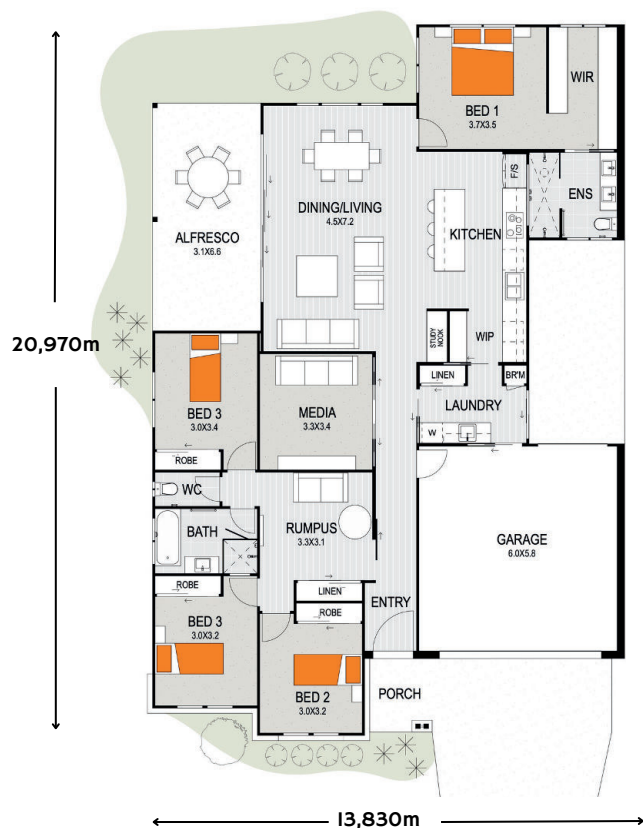 BED 1
3.7X3.5
WIR
F/S
ENS
DINING/LIVING
4.5X7.2
KITCHEN
ALFRESCO
3.1X6.6
20,970m
STUDY
NOOK
WIP
LINEN
BR'M
BED 3
3.0X3.4
MEDIA
3.3X3.4
LAUNDRY
W
ROBE
WC
BATH
RUMPUS
3.3X3.1
GARAGE
6.0X5.8
ROBE
LINEN
ENTRY
ROBE
BED 3
3.0X3.2
BED 2
3.0X3.2
PORCH
13,830m